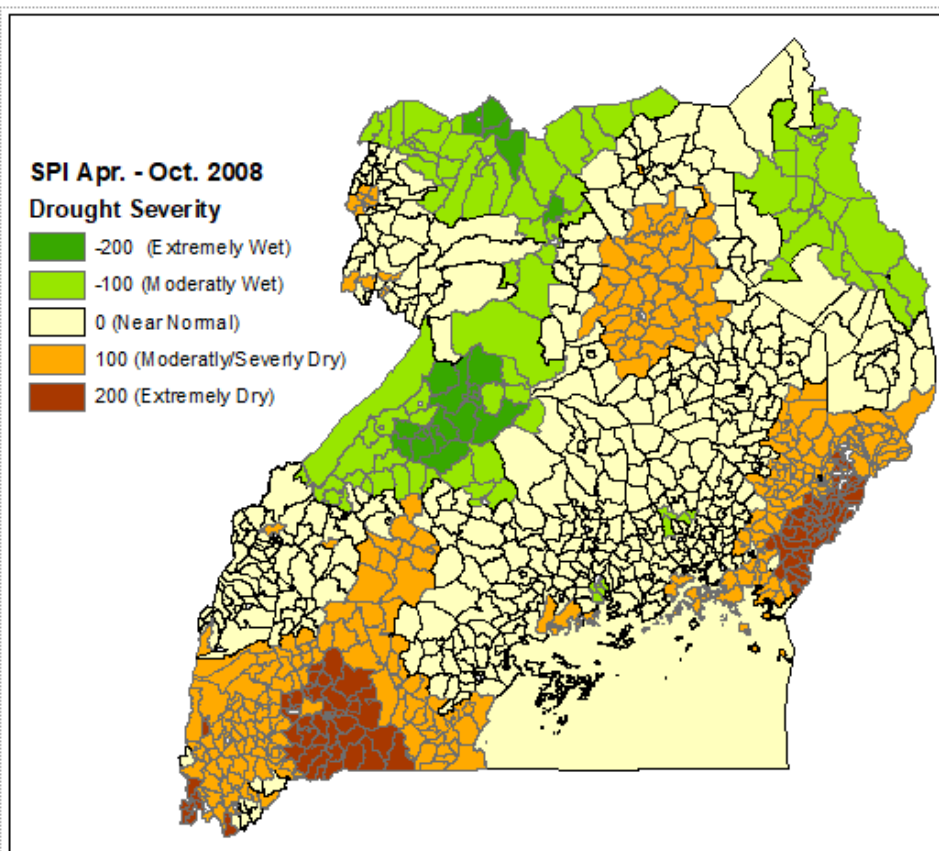 SPI Apr. - Oct. 2008
Drought Severity
-200 (Extremely Wet)
-100 (Moderatly Wet)
0 (Near Normal)
100 (Moderatly/Severly Dry)
200 (Extremely Dry)